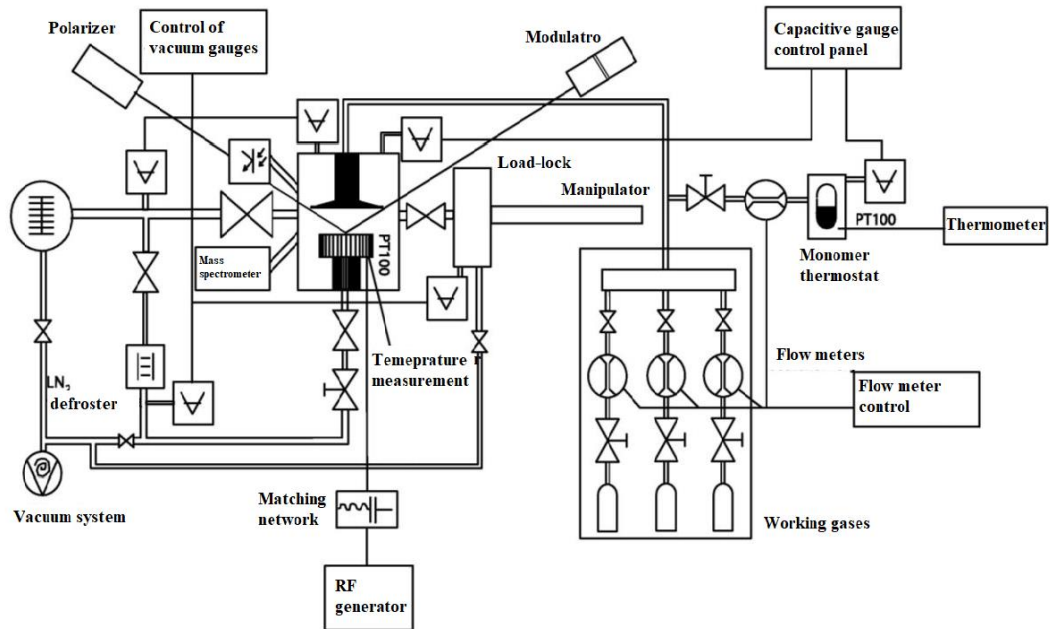 Polarizer
Control of
vacuum gauges
Modulatro
Capacitive gauge
control panel
Load-lock
Manipulator
Mass
spectrometer
PT100
PT100
Thermometer
Monomer
thermostat
Temeprature r
measurement
LN2
defroster
Flow meters
Flow meter
control
Vacuum system
Matching
network
Working gases
RF
generator